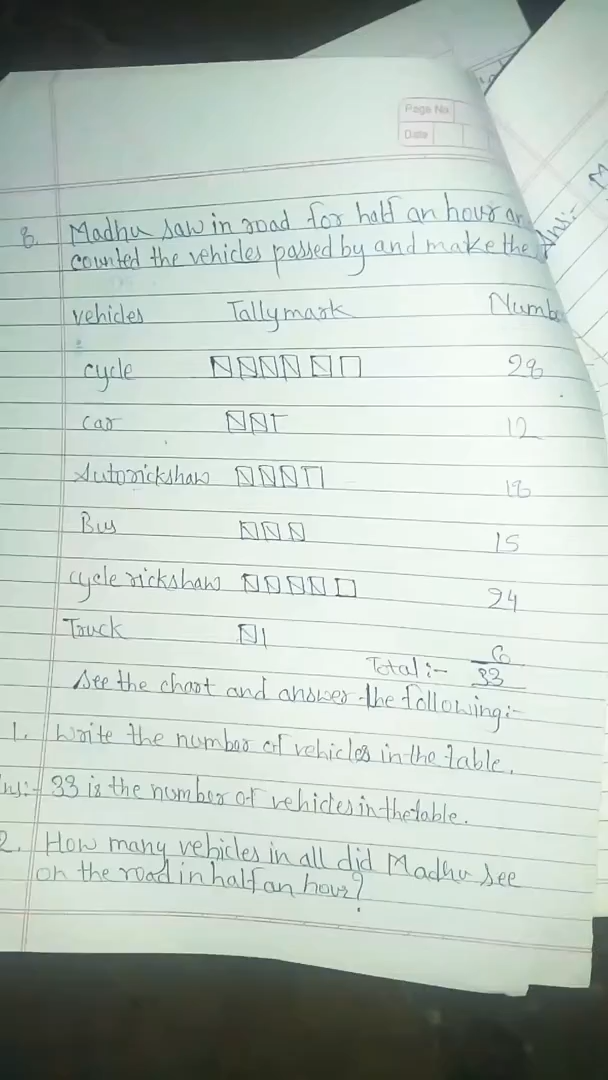 Page No
Date
8. Madhu saw in road for half an hour an
counted the vehicles passed by and make the
Ans:-
vehicles Tallymark Numb
cycle 28
car 12
Autorickshaw 18
Bus 15
cycle rickshaw 24
Truck 6
Total:- 33
See the chart and answer the following:-
1. Write the number of vehicles in the table.
Ans:- 33 is the number of vehicles in the table.
2. How many vehicles in all did Madhu see
on the road in half an hour?